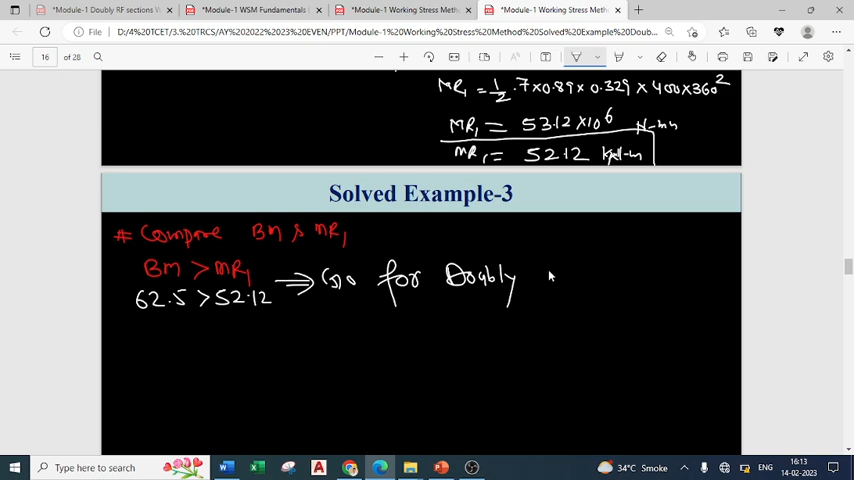 *Module-1 Doubly RF sections W
*Module-1 WSM Fundamentals
*Module-1 Working Stress Meth
*Module-1 Working Stress Meth
File
D:/4 TCET/3. TRCS/AY%202022%2023%20EVEN/PPT/Module-1%20Working%20Stress%20Method%20Solved%20Example%20Doub...
16 of 28
MR₁ = 1/2 .7×0.89×0.329×400×360²
MR₁ = 53.12×10⁶ N-mm
MR₁ = 52.12 kN-m
Solved Example-3
# Compare BM & MR₁
BM > MR₁
62.5 > 52.12 ⟹ Go for Doubly
Type here to search
34°C Smoke
ENG
16:13
14-02-2023